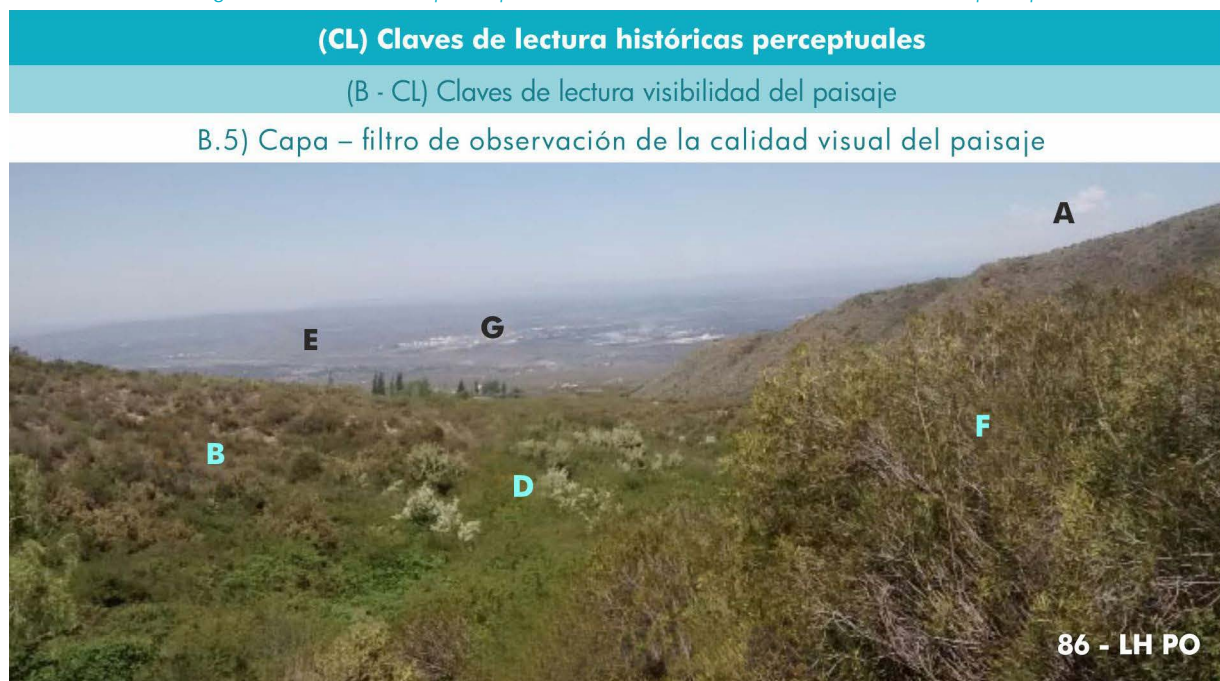 (CL) Claves de lectura históricas perceptuales
(B - CL) Claves de lectura visibilidad del paisaje
B.5) Capa – filtro de observación de la calidad visual del paisaje
A
E
G
B
F
D
86 - LH PO